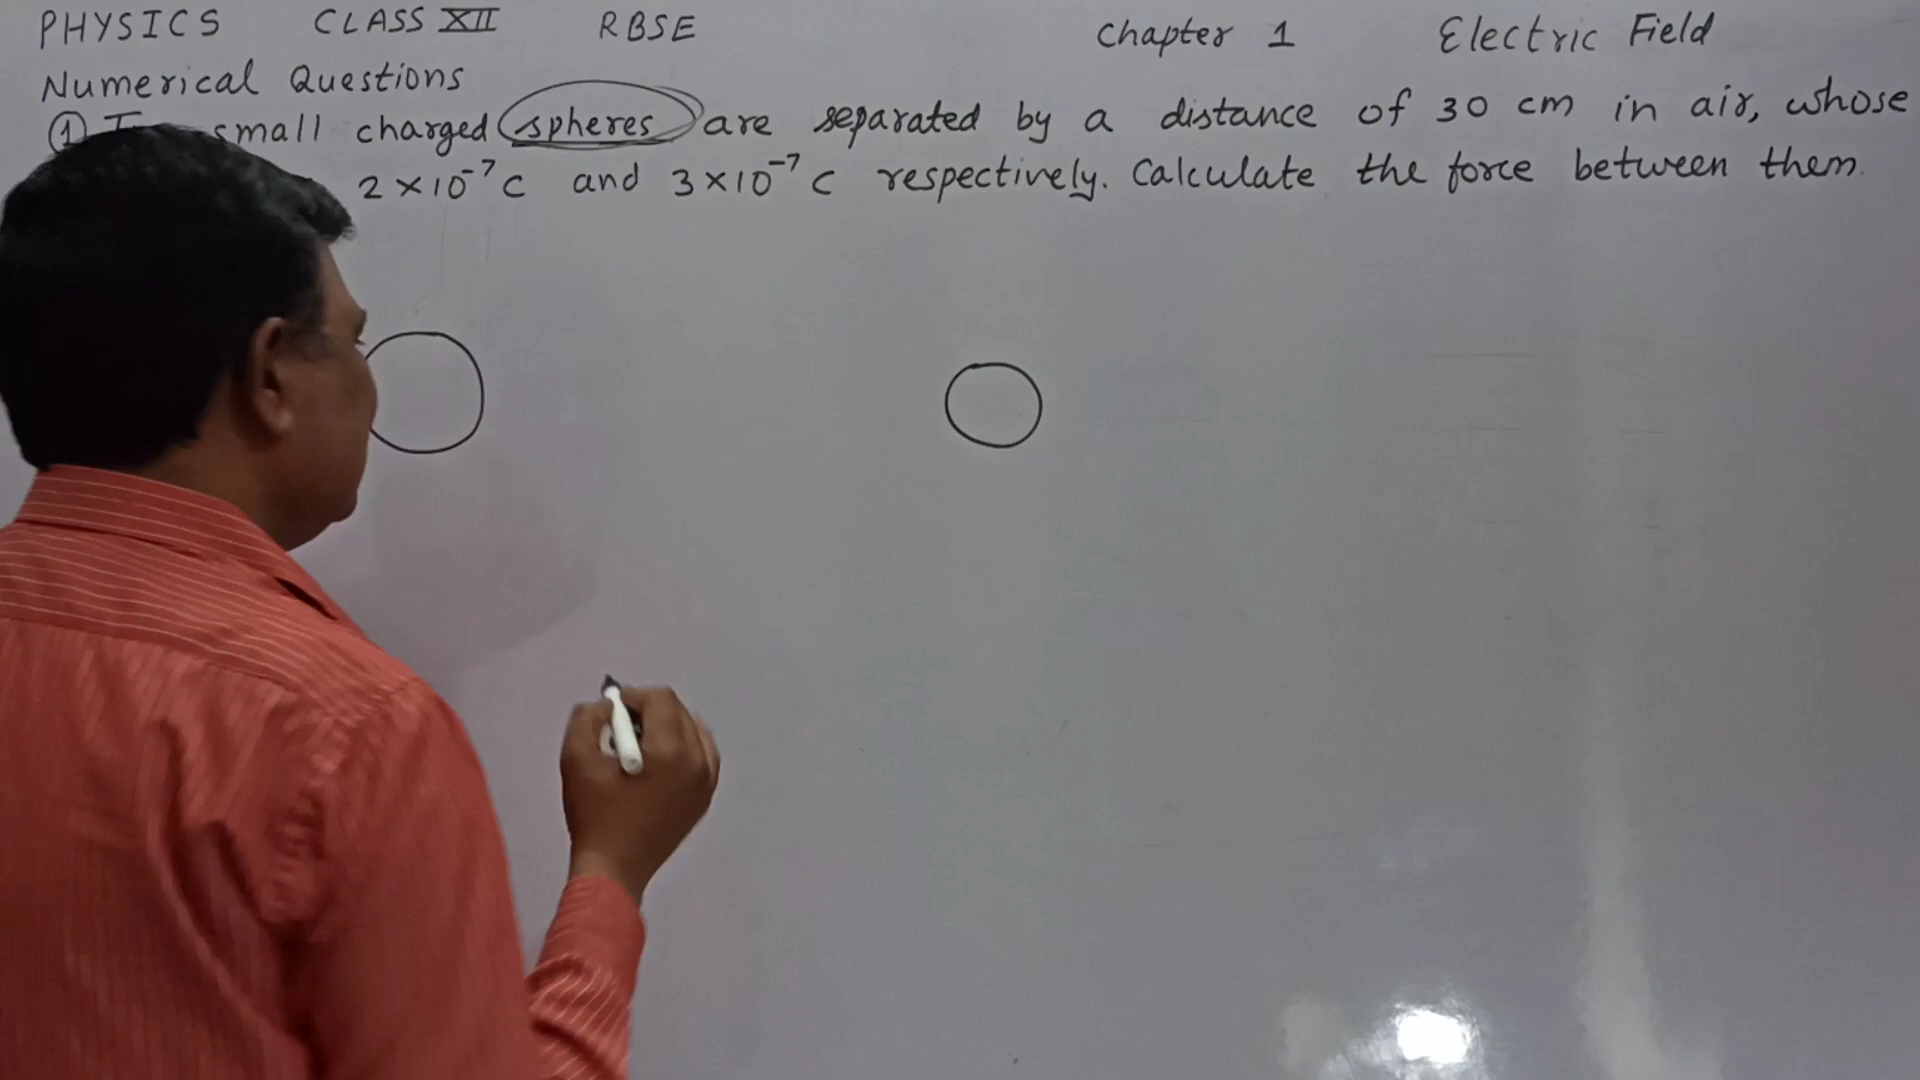 PHYSICS CLASS XII RBSE Chapter 1 Electric Field
Numerical Questions
① small charged spheres are separated by a distance of 30 cm in air, whose
2×10⁻⁷C and 3×10⁻⁷C respectively. Calculate the force between them.